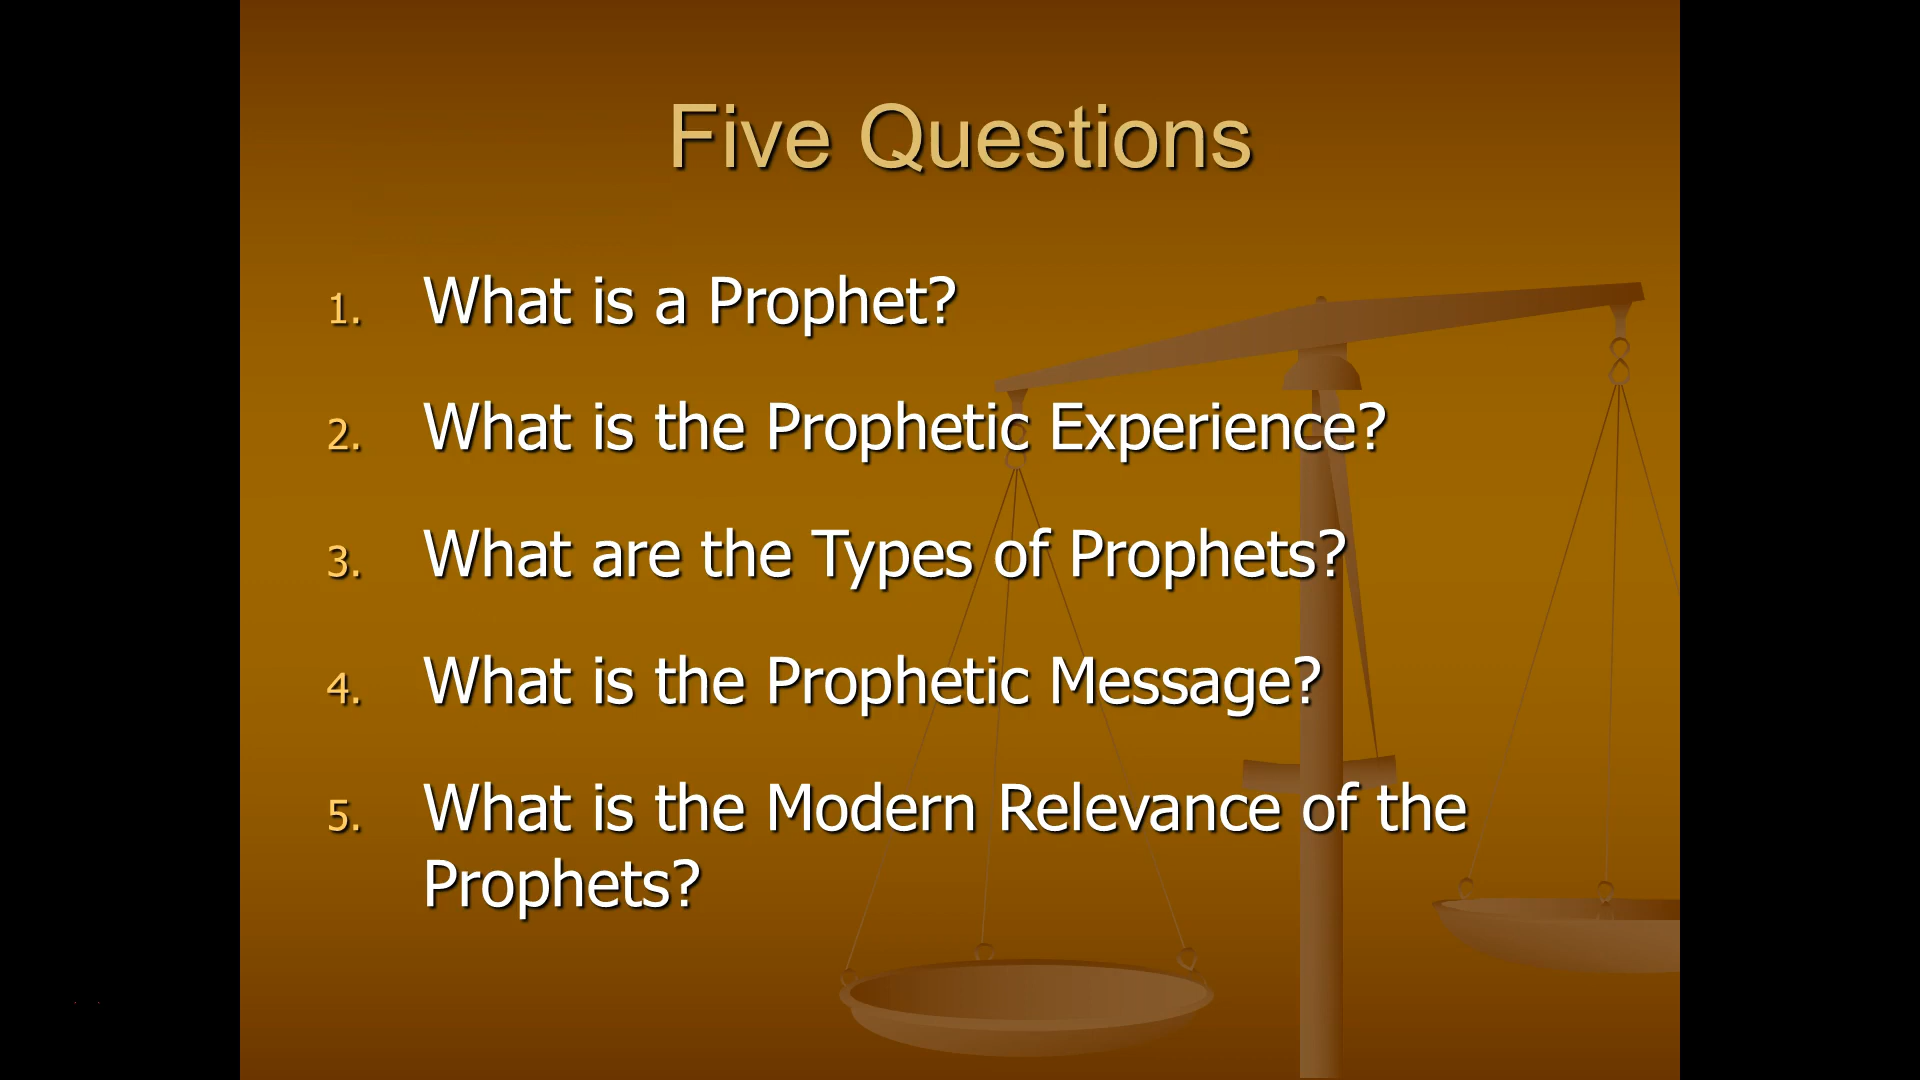 Five Questions
1. What is a Prophet?
2. What is the Prophetic Experience?
3. What are the Types of Prophets?
4. What is the Prophetic Message?
5. What is the Modern Relevance of the
Prophets?